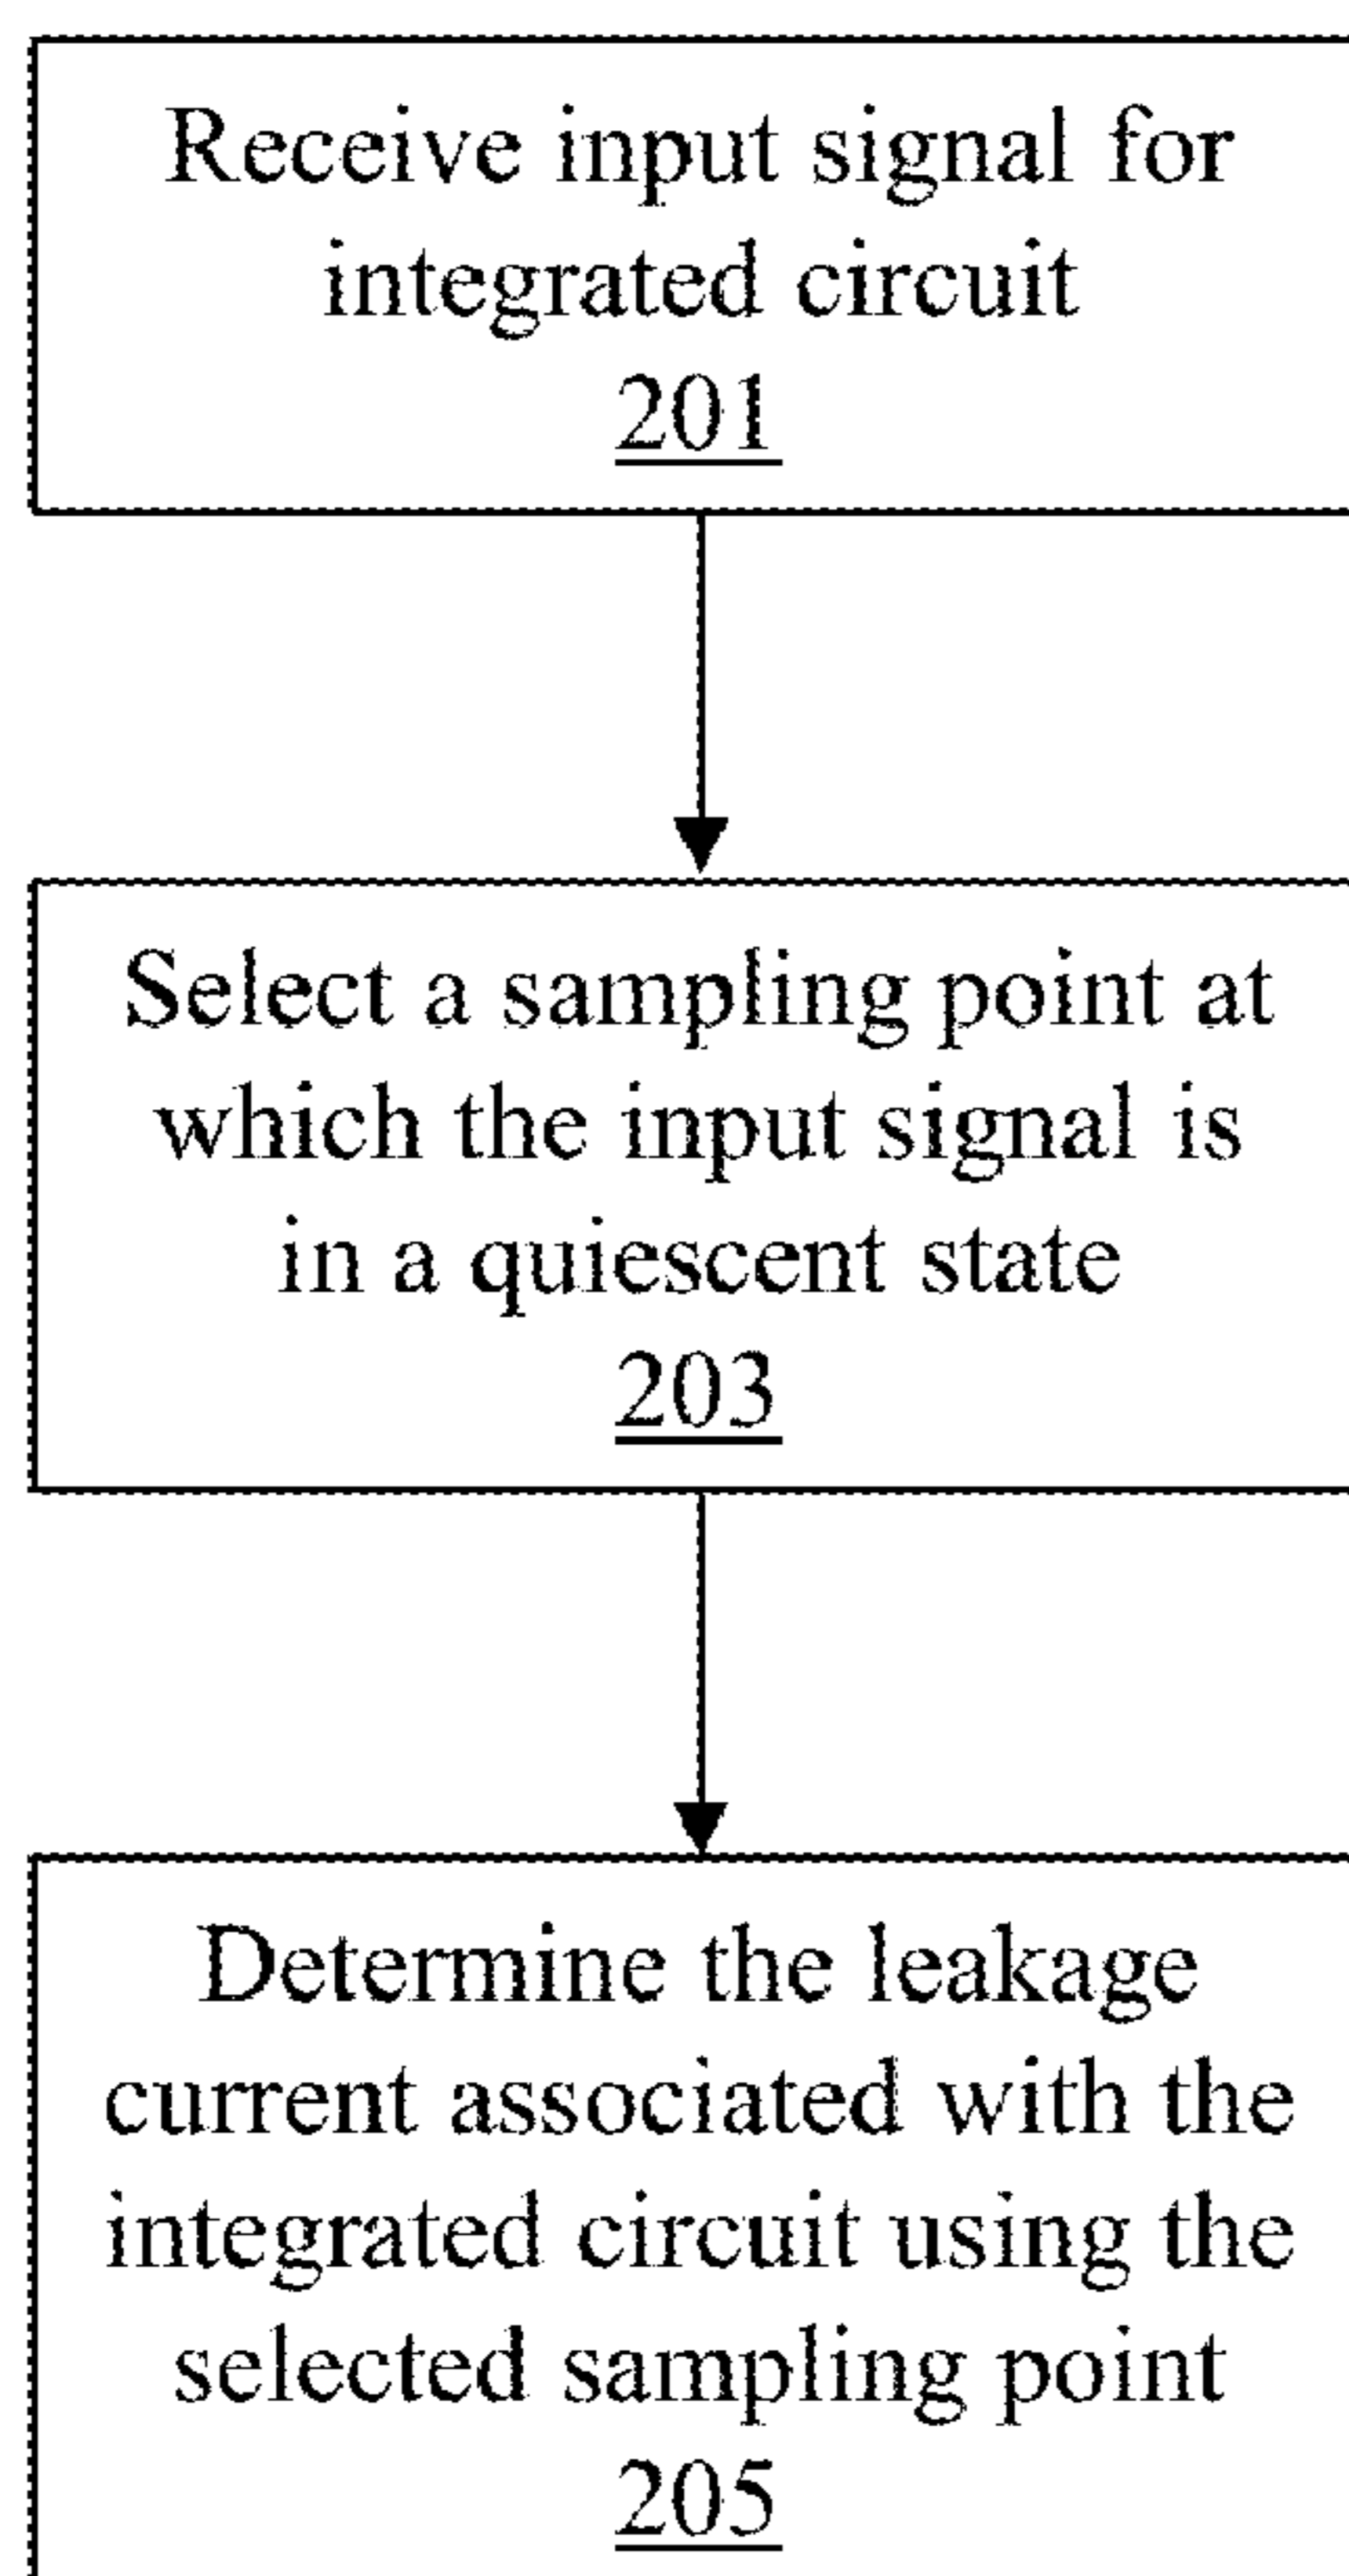 Receive input signal for
integrated circuit
201
Select a sampling point at
which the input signal is
in a quiescent state
203
Determine the leakage
current associated with the
integrated circuit using the
selected sampling point
205